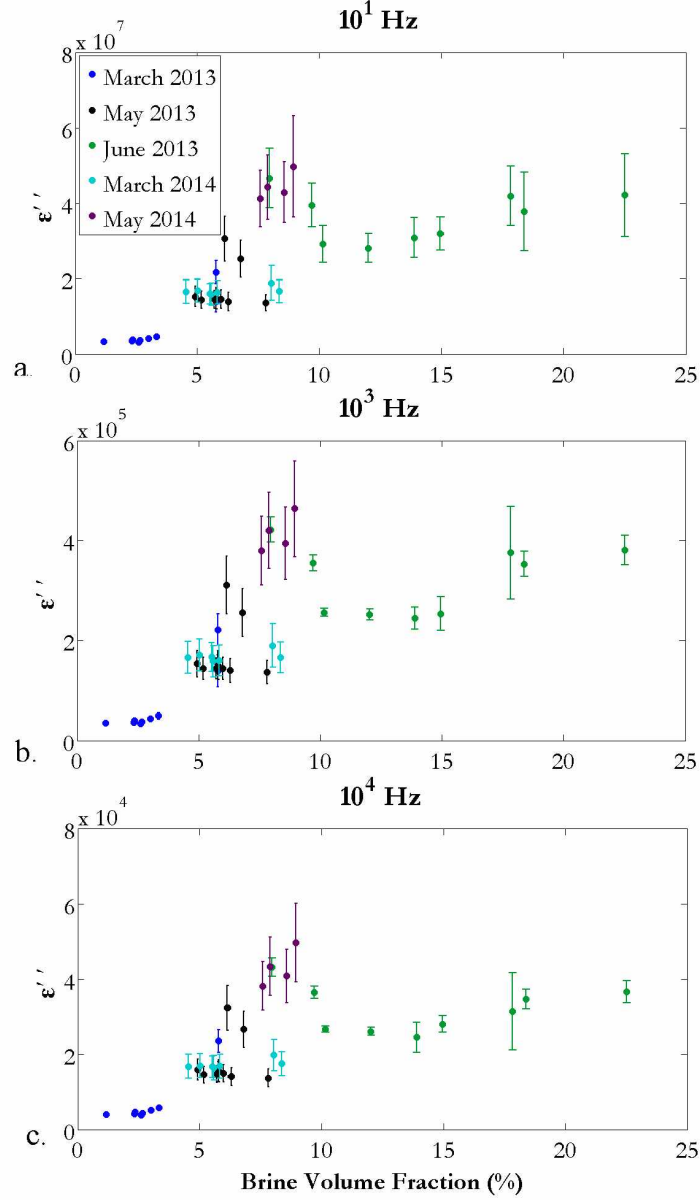 10¹ Hz
x 10⁷
8
6
4
2
0
ε′′
March 2013
May 2013
June 2013
March 2014
May 2014
0 5 10 15 20 25
a.
10³ Hz
x 10⁵
6
4
2
0
ε′′
0 5 10 15 20 25
b.
10⁴ Hz
x 10⁴
8
6
4
2
0
ε′′
0 5 10 15 20 25
c.
Brine Volume Fraction (%)